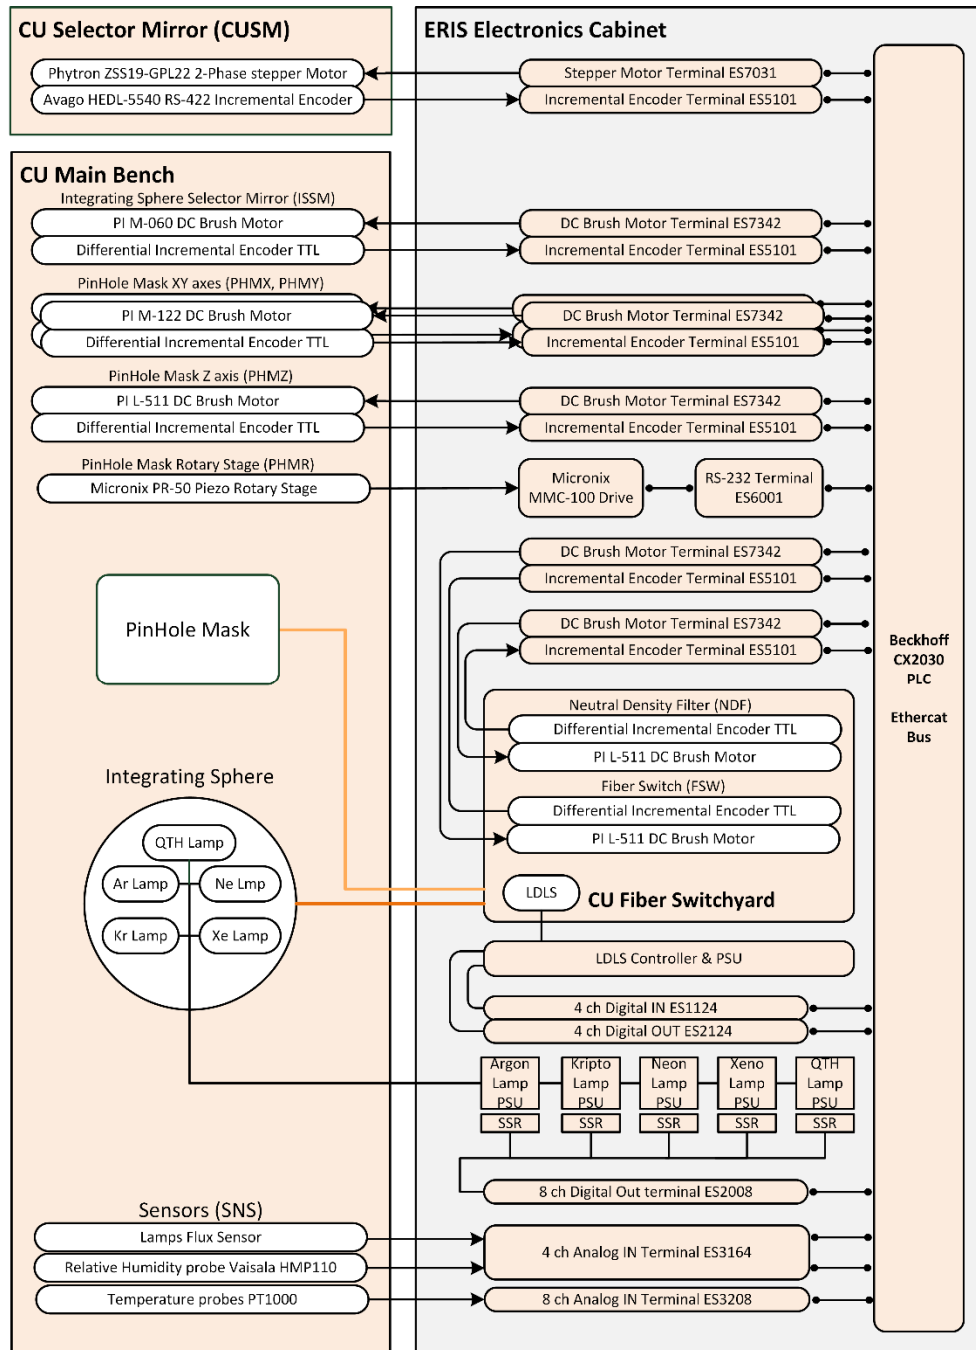 CU Selector Mirror (CUSM)
Phytron ZSS19-GPL22 2-Phase stepper Motor
Avago HEDL-5540 RS-422 Incremental Encoder
ERIS Electronics Cabinet
Stepper Motor Terminal ES7031
Incremental Encoder Terminal ES5101
CU Main Bench
Integrating Sphere Selector Mirror (ISSM)
PI M-060 DC Brush Motor
Differential Incremental Encoder TTL
DC Brush Motor Terminal ES7342
Incremental Encoder Terminal ES5101
PinHole Mask XY axes (PHMX, PHMY)
PI M-122 DC Brush Motor
Differential Incremental Encoder TTL
DC Brush Motor Terminal ES7342
Incremental Encoder Terminal ES5101
PinHole Mask Z axis (PHMZ)
PI L-511 DC Brush Motor
Differential Incremental Encoder TTL
DC Brush Motor Terminal ES7342
Incremental Encoder Terminal ES5101
PinHole Mask Rotary Stage (PHMR)
Micronix PR-50 Piezo Rotary Stage
Micronix
MMC-100 Drive
RS-232 Terminal
ES6001
DC Brush Motor Terminal ES7342
Incremental Encoder Terminal ES5101
DC Brush Motor Terminal ES7342
Incremental Encoder Terminal ES5101
PinHole Mask
Beckhoff
CX2030
PLC
Ethercat
Bus
Neutral Density Filter (NDF)
Differential Incremental Encoder TTL
PI L-511 DC Brush Motor
Fiber Switch (FSW)
Differential Incremental Encoder TTL
PI L-511 DC Brush Motor
LDLS
CU Fiber Switchyard
Integrating Sphere
QTH Lamp
Ar Lamp
Ne Lmp
Kr Lamp
Xe Lamp
LDLS Controller & PSU
4 ch Digital IN ES1124
4 ch Digital OUT ES2124
Argon
Lamp
PSU
SSR
Kripto
Lamp
PSU
SSR
Neon
Lamp
PSU
SSR
Xeno
Lamp
PSU
SSR
QTH
Lamp
PSU
SSR
8 ch Digital Out terminal ES2008
Sensors (SNS)
Lamps Flux Sensor
Relative Humidity probe Vaisala HMP110
Temperature probes PT1000
4 ch Analog IN Terminal ES3164
8 ch Analog IN Terminal ES3208